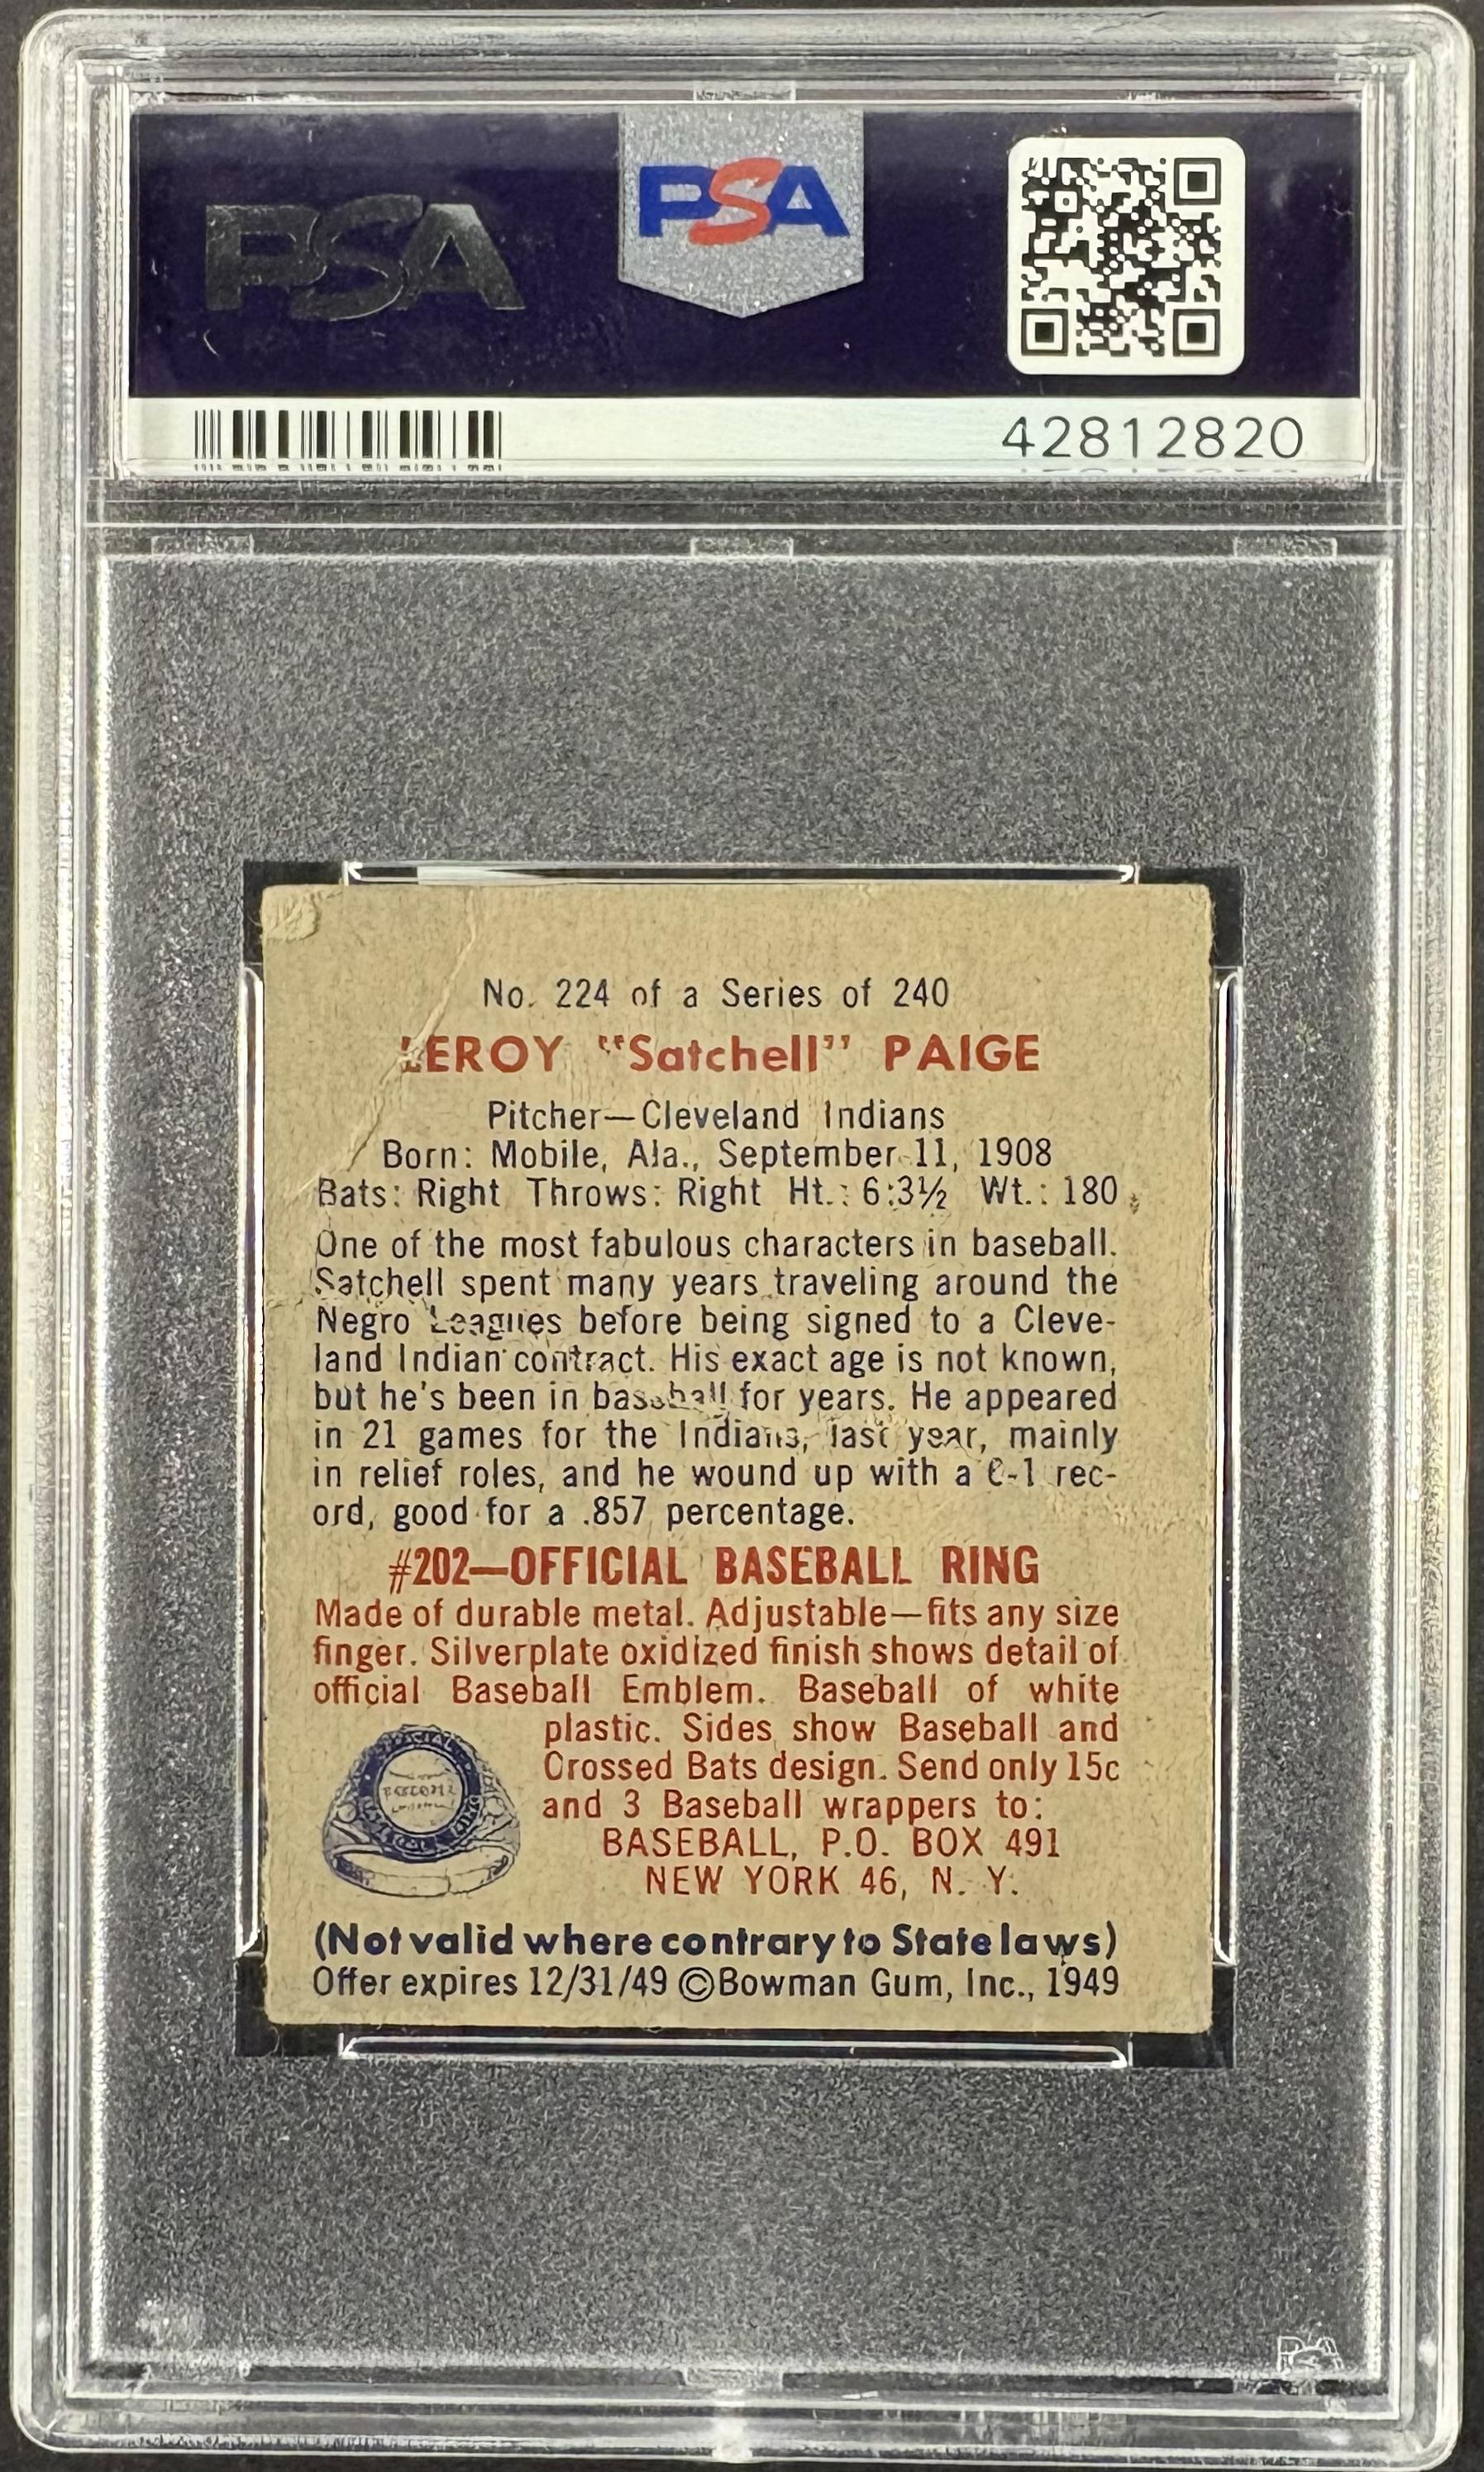 PSA
PSA
42812820
No. 224 of a Series of 240
LEROY "Satchell" PAIGE
Pitcher—Cleveland Indians
Born: Mobile, Ala., September 11, 1908
Bats: Right Throws: Right Ht.: 6:3½ Wt.: 180
One of the most fabulous characters in baseball.
Satchell spent many years traveling around the
Negro Leagues before being signed to a Cleve-
land Indian contract. His exact age is not known,
but he's been in baseball for years. He appeared
in 21 games for the Indians, last year, mainly
in relief roles, and he wound up with a 6-1 rec-
ord, good for a .857 percentage.
#202—OFFICIAL BASEBALL RING
Made of durable metal. Adjustable—fits any size
finger. Silverplate oxidized finish shows detail of
official Baseball Emblem. Baseball of white
plastic. Sides show Baseball and
Crossed Bats design. Send only 15c
and 3 Baseball wrappers to:
BASEBALL, P.O. BOX 491
NEW YORK 46, N. Y.
(Not valid where contrary to State laws)
Offer expires 12/31/49 ©Bowman Gum, Inc., 1949
PSA